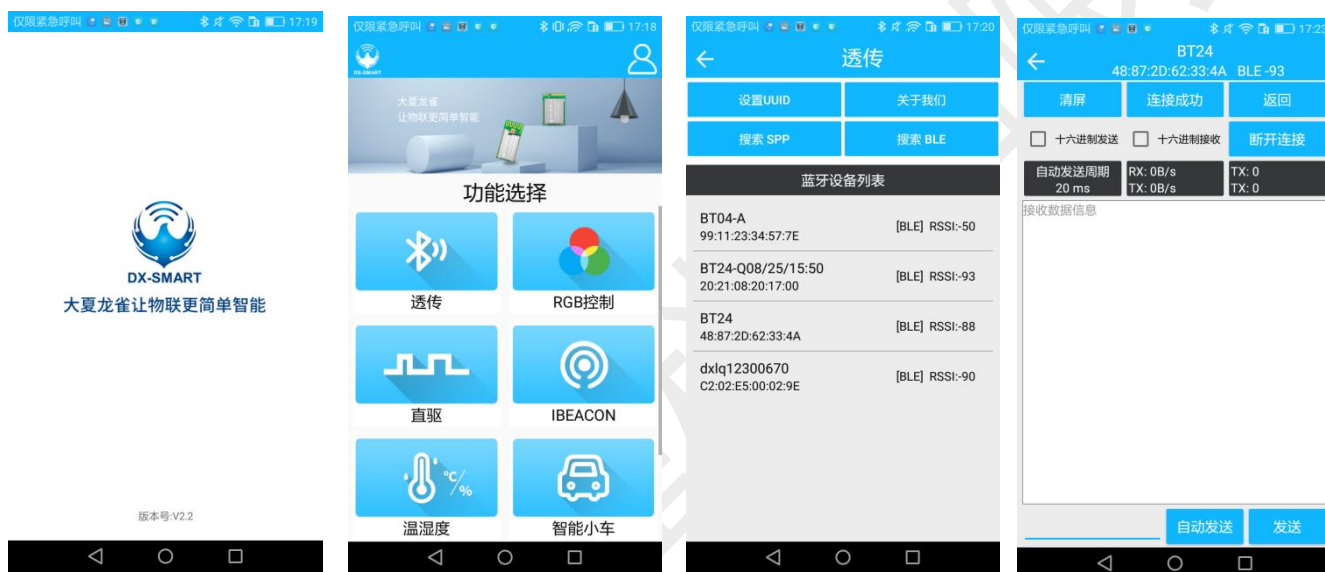 仅限紧急呼叫
17:19
DX-SMART
大夏龙雀让物联更简单智能
版本号:V2.2
仅限紧急呼叫
17:18
DX-SMART
大夏龙雀
让物联更简单智能
功能选择
透传
RGB控制
直驱
IBEACON
°C/%
温湿度
智能小车
仅限紧急呼叫
17:20
透传
设置UUID
关于我们
搜索 SPP
搜索 BLE
蓝牙设备列表
BT04-A
99:11:23:34:57:7E
[BLE] RSSI:-50
BT24-Q08/25/15:50
20:21:08:20:17:00
[BLE] RSSI:-93
BT24
48:87:2D:62:33:4A
[BLE] RSSI:-88
dxlq12300670
C2:02:E5:00:02:9E
[BLE] RSSI:-90
仅限紧急呼叫
17:23
BT24
48:87:2D:62:33:4A BLE -93
清屏
连接成功
返回
十六进制发送
十六进制接收
断开连接
自动发送周期
20 ms
RX: 0B/s
TX: 0B/s
TX: 0
TX: 0
接收数据信息
自动发送
发送